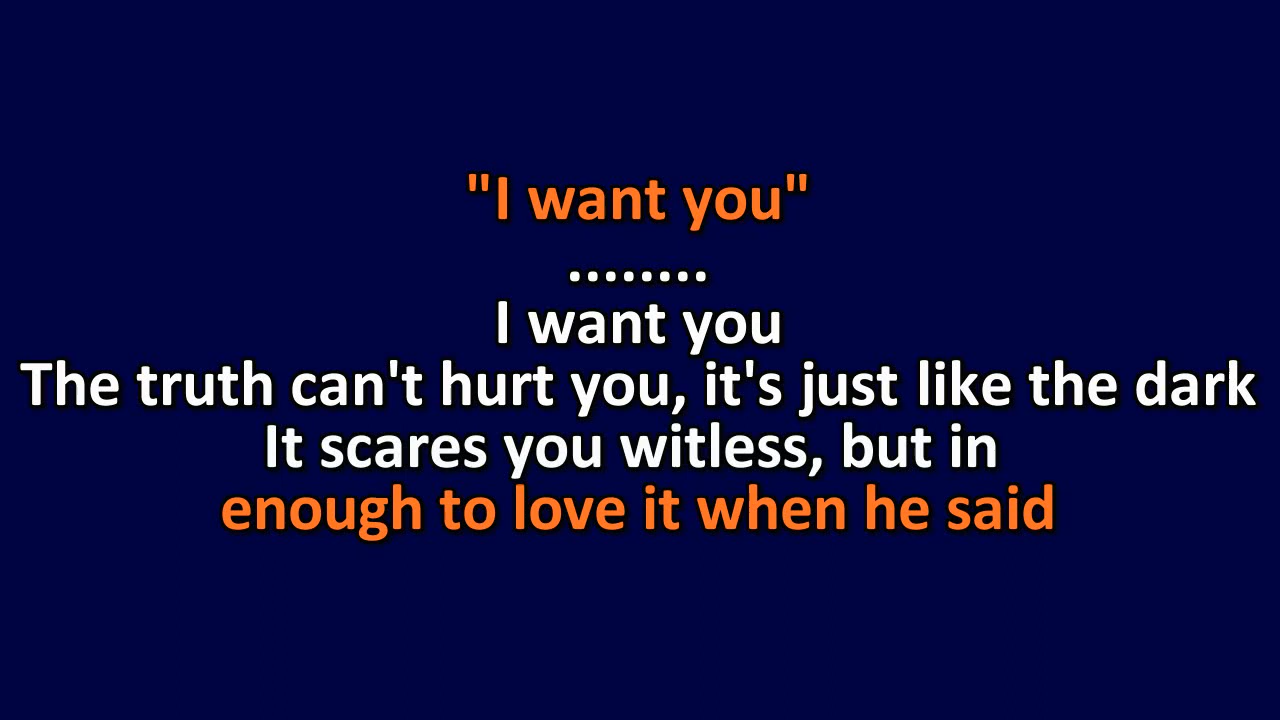 "I want you"
........
I want you
The truth can't hurt you, it's just like the dark
It scares you witless, but in
enough to love it when he said